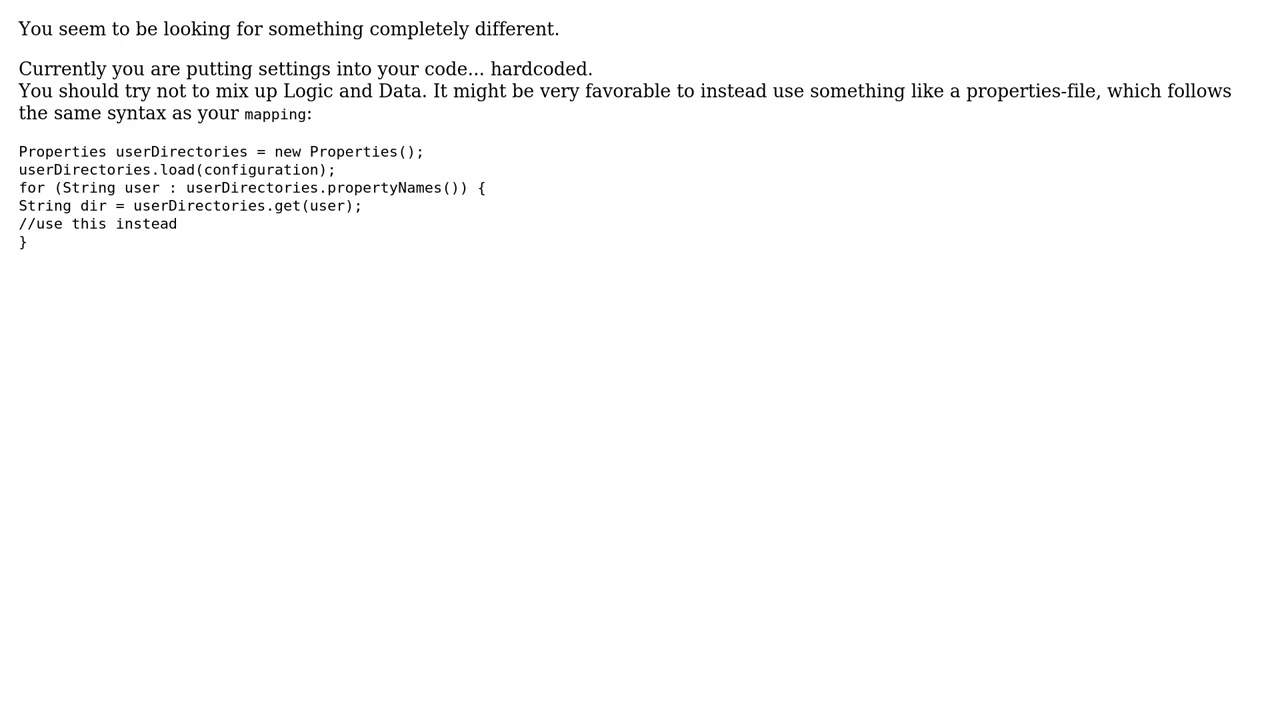 You seem to be looking for something completely different.
Currently you are putting settings into your code... hardcoded.
You should try not to mix up Logic and Data. It might be very favorable to instead use something like a properties-file, which follows
the same syntax as your mapping:
Properties userDirectories = new Properties();
userDirectories.load(configuration);
for (String user : userDirectories.propertyNames()) {
String dir = userDirectories.get(user);
//use this instead
}